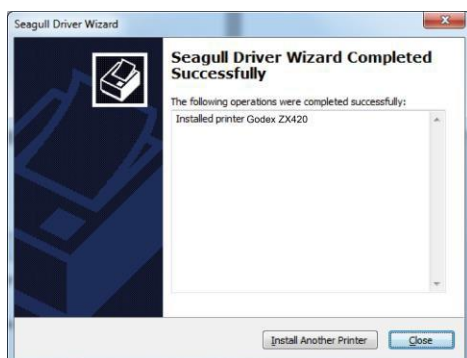 Seagull Driver Wizard
Seagull Driver Wizard Completed
Successfully
The following operations were completed successfully:
Installed printer Godex ZX420
Install Another Printer
Close